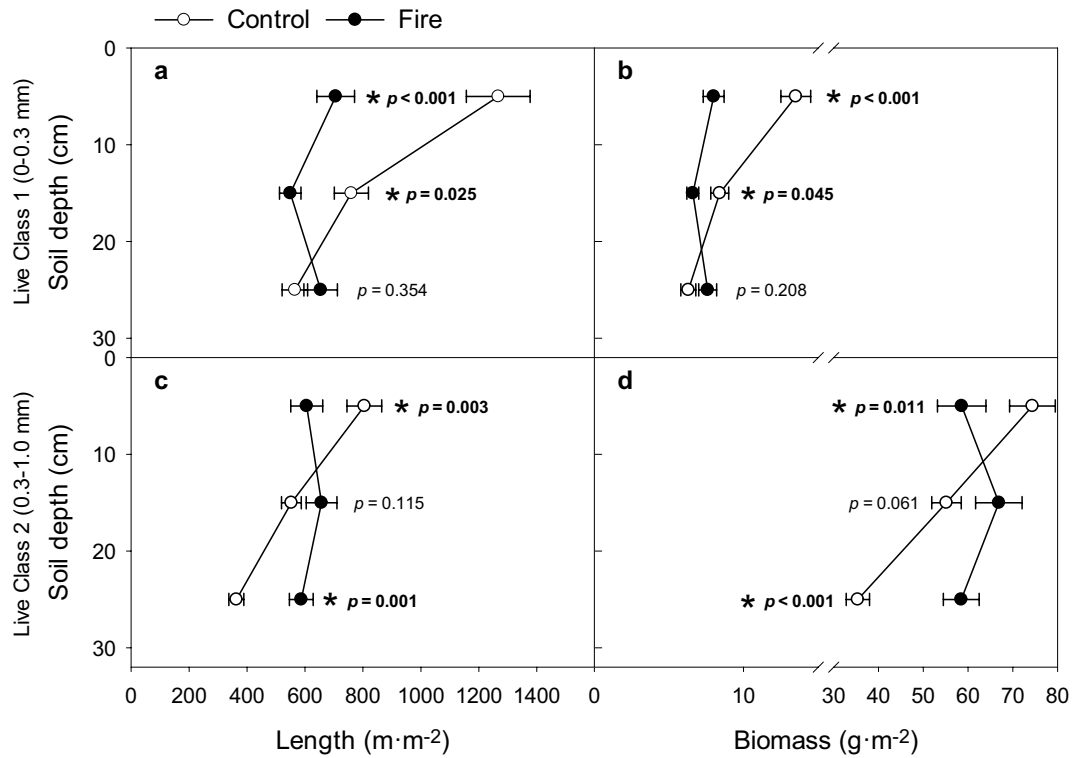 Control Fire
Live Class 1 (0-0.3 mm)
Soil depth (cm)
0
10
20
30
a
* p < 0.001
* p = 0.025
p = 0.354
b
* p < 0.001
* p = 0.045
p = 0.208
Live Class 2 (0.3-1.0 mm)
Soil depth (cm)
0
10
20
30
c
* p = 0.003
p = 0.115
* p = 0.001
d
* p = 0.011
p = 0.061
* p < 0.001
0 200 400 600 800 1000 1200 1400
0 10 30 40 50 60 70 80
Length (m·m-2)
Biomass (g·m-2)